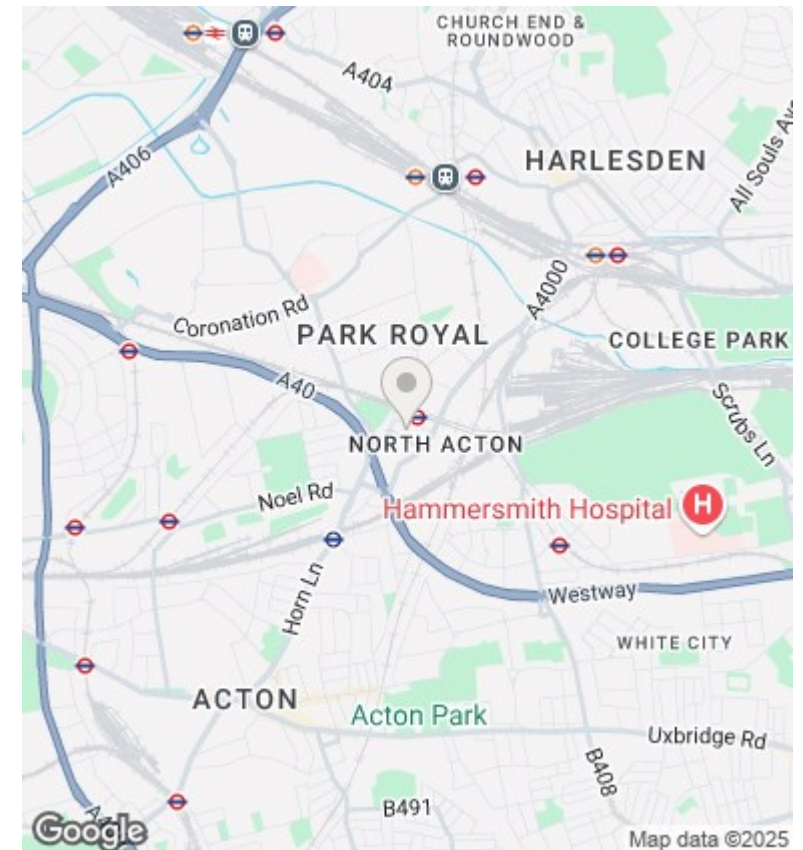 CHURCH END &
ROUNDWOOD
A404
A406
HARLESDEN
All Souls Av
A4000
Coronation Rd
PARK ROYAL
COLLEGE PARK
A40
Scrubs Ln
NORTH ACTON
Noel Rd
Hammersmith Hospital
H
Horn Ln
Westway
WHITE CITY
ACTON
Acton Park
Uxbridge Rd
B408
B491
Google
Map data ©2025